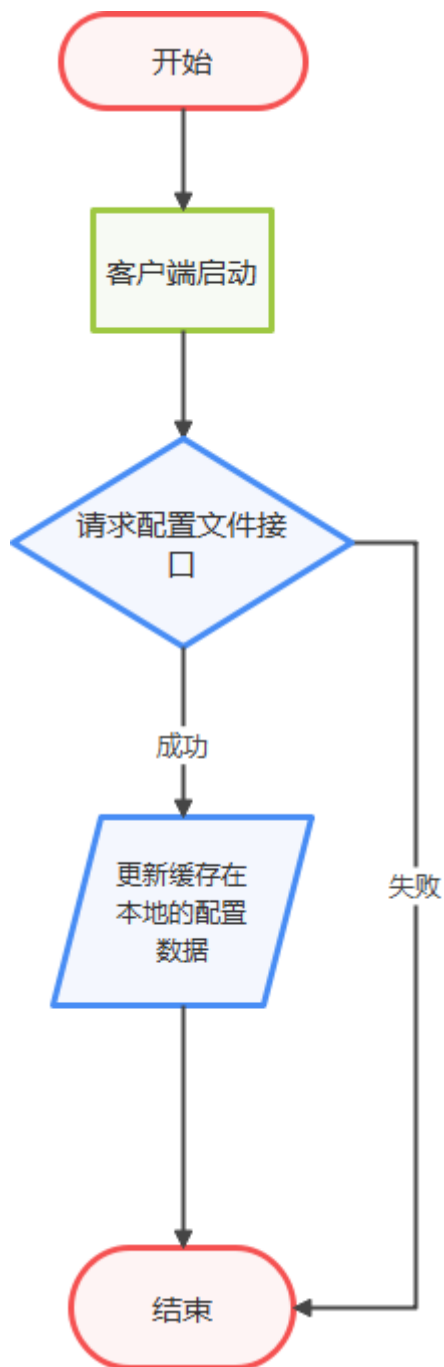 开始
客户端启动
请求配置文件接
口
成功
更新缓存在
本地的配置
数据
失败
结束